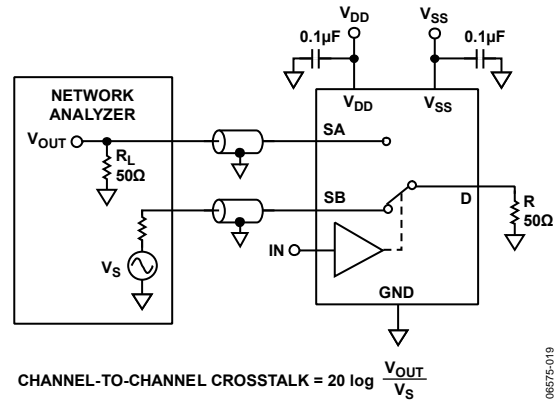 V_DD
V_SS
0.1µF
0.1µF
V_DD
V_SS
NETWORK
ANALYZER
V_OUT
SA
R_L
50Ω
SB
D
R
50Ω
IN
V_S
GND
CHANNEL-TO-CHANNEL CROSSTALK = 20 log V_OUT / V_S
06575-019